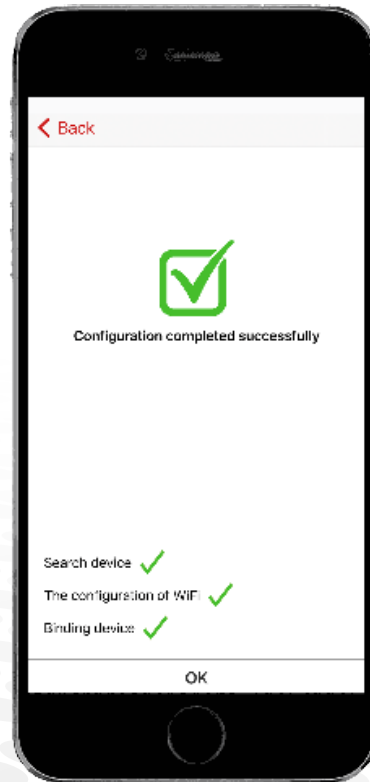 Back
Configuration completed successfully
Search device
The configuration of WiFi
Binding device
OK